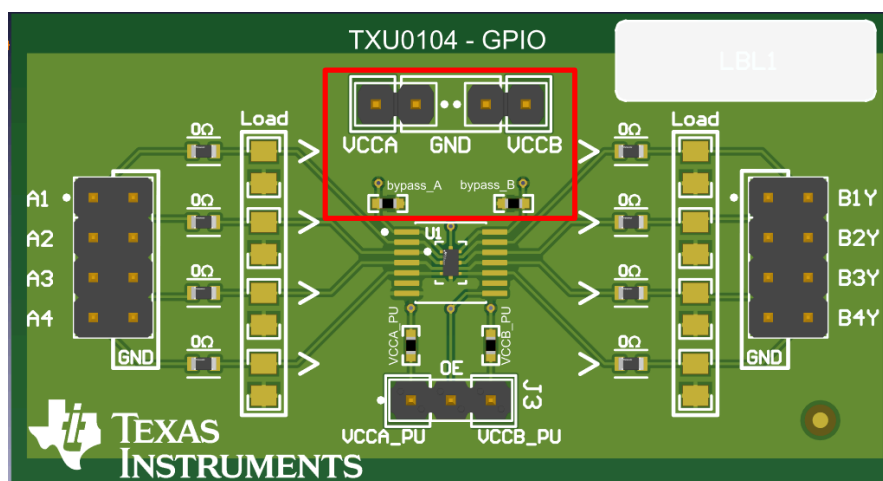 TXU0104 - GPIO
LBL1
VCCA GND VCCB
Load
Load
0Ω
0Ω
bypass_A
bypass_B
A1
A2
A3
A4
GND
0Ω
0Ω
0Ω
U1
0Ω
0Ω
0Ω
B1Y
B2Y
B3Y
B4Y
GND
VCCA_PU
VCCB_PU
OE
J3
VCCA_PU
VCCB_PU
TEXAS
INSTRUMENTS